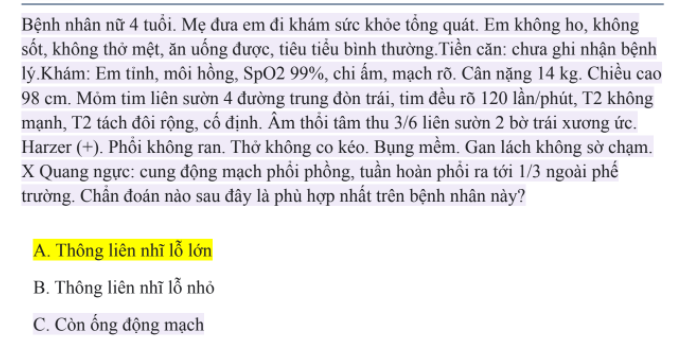 Bệnh nhân nữ 4 tuổi. Mẹ đưa em đi khám sức khỏe tổng quát. Em không ho, không
sốt, không thở mệt, ăn uống được, tiêu tiểu bình thường.Tiền căn: chưa ghi nhận bệnh
lý.Khám: Em tỉnh, môi hồng, SpO2 99%, chi ấm, mạch rõ. Cân nặng 14 kg. Chiều cao
98 cm. Mỏm tim liên sườn 4 đường trung đòn trái, tim đều rõ 120 lần/phút, T2 không
mạnh, T2 tách đôi rộng, cố định. Âm thổi tâm thu 3/6 liên sườn 2 bờ trái xương ức.
Harzer (+). Phổi không ran. Thở không co kéo. Bụng mềm. Gan lách không sờ chạm.
X Quang ngực: cung động mạch phổi phồng, tuần hoàn phổi ra tới 1/3 ngoài phế
trường. Chẩn đoán nào sau đây là phù hợp nhất trên bệnh nhân này?
A. Thông liên nhĩ lỗ lớn
B. Thông liên nhĩ lỗ nhỏ
C. Còn ống động mạch